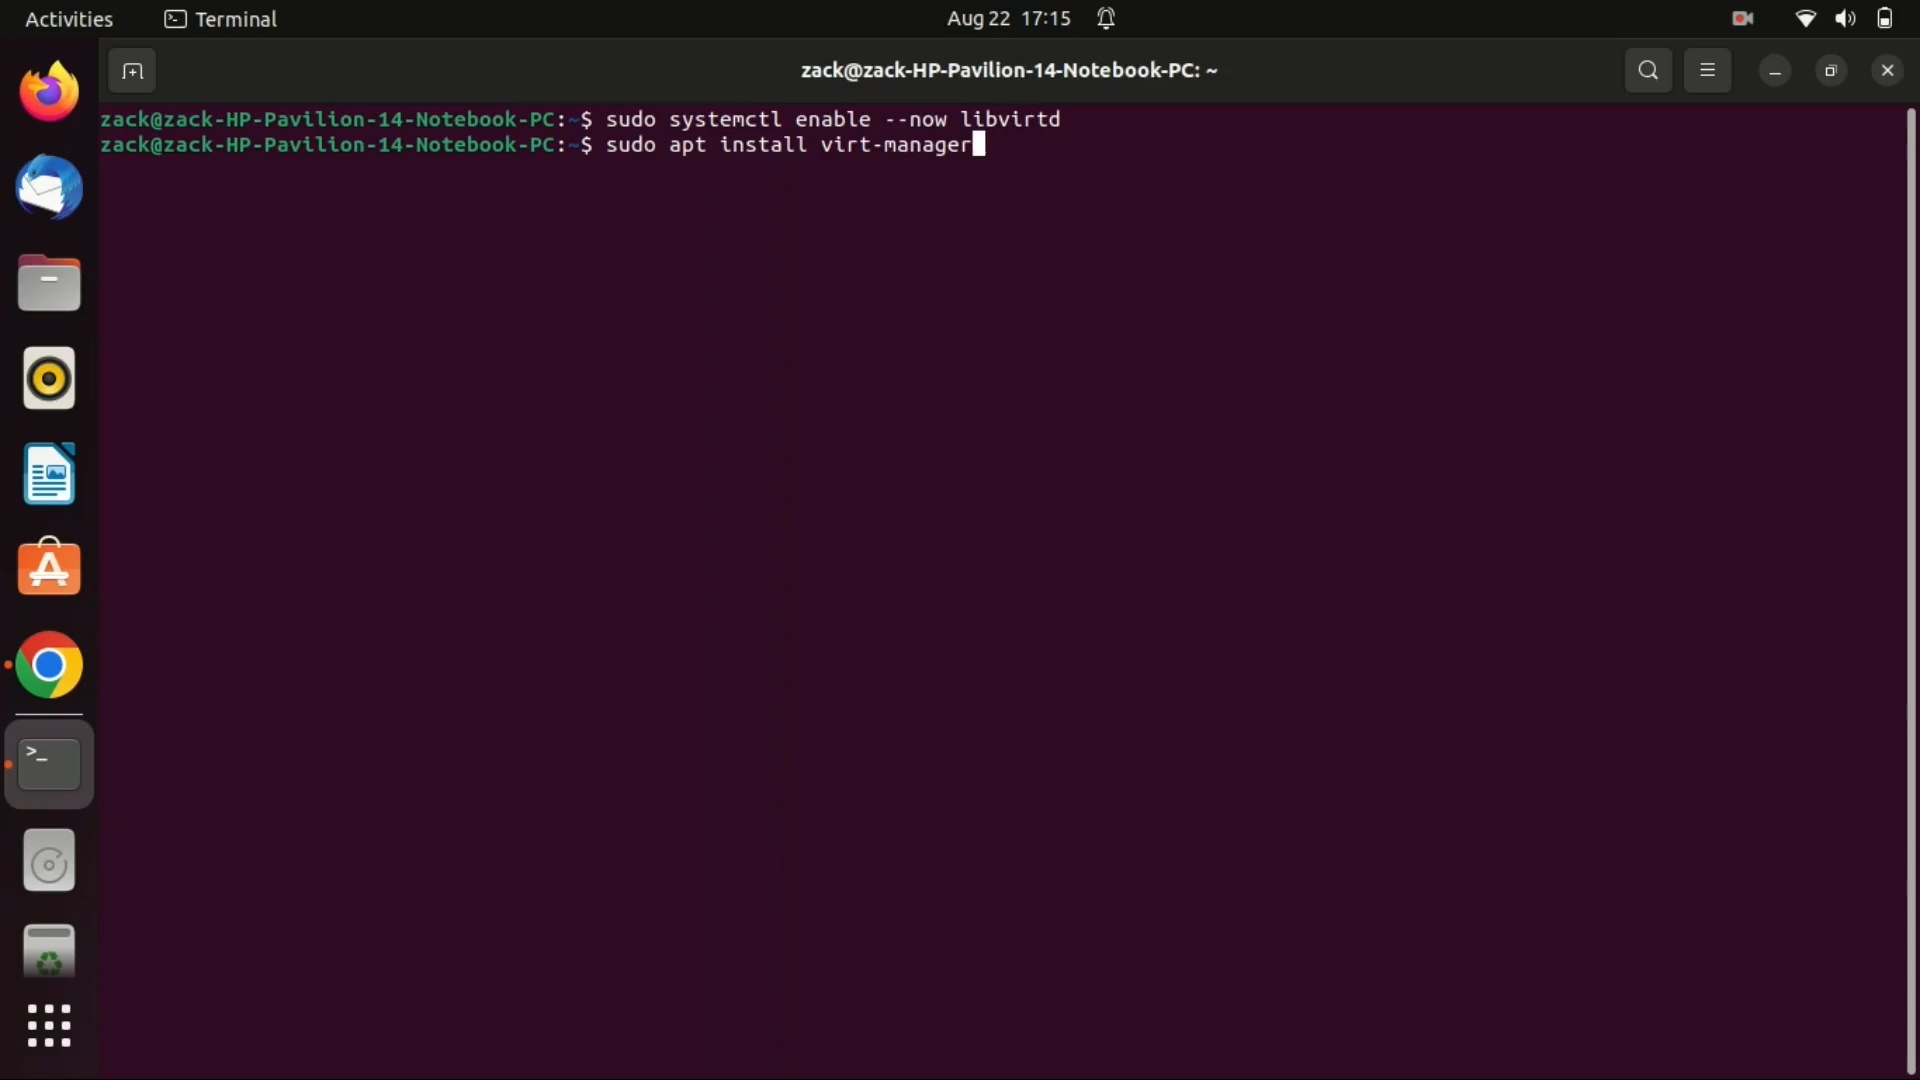 Activities Terminal Aug 22 17:15
zack@zack-HP-Pavilion-14-Notebook-PC: ~
zack@zack-HP-Pavilion-14-Notebook-PC:~$ sudo systemctl enable --now libvirtd
zack@zack-HP-Pavilion-14-Notebook-PC:~$ sudo apt install virt-manager